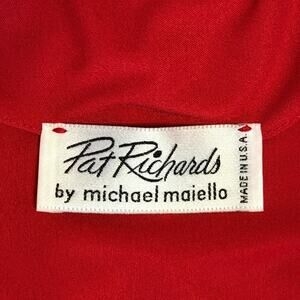 Pat Richards
by michael maiello
MADE IN U.S.A.